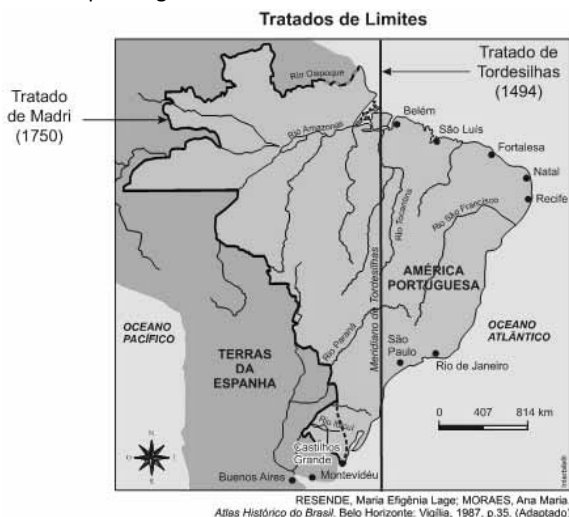 Tratados de Limites
Tratado
de Madri
(1750)
Tratado de
Tordesilhas
(1494)
Rio Oiapoque
Rio Amazonas
Belém
São Luís
Fortalesa
Natal
Recife
Rio São Francisco
Rio Tocantins
Meridiano de Tordesilhas
AMÉRICA
PORTUGUESA
OCEANO
PACÍFICO
TERRAS
DA
ESPANHA
Rio Paraná
São
Paulo
Rio de Janeiro
OCEANO
ATLÂNTICO
0 407 814 km
Castilhos
Grande
Buenos Aires
Montevidéu
N
S
RESENDE, Maria Efigênia Lage; MORAES, Ana Maria.
Atlas Histórico do Brasil. Belo Horizonte: Vigília, 1987, p.35. (Adaptado)